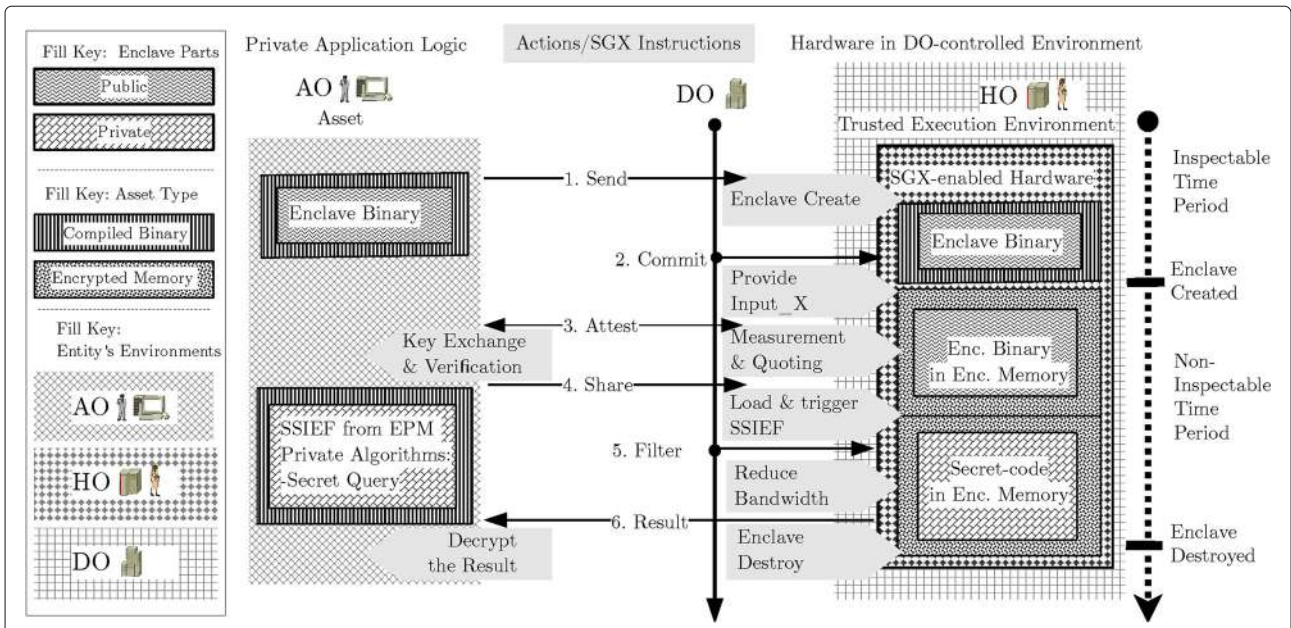 Fill Key: Enclave Parts
Public
Private
Fill Key: Asset Type
Compiled Binary
Encrypted Memory
Fill Key:
Entity's Environments
AO
HO
DO
Private Application Logic
AO
Asset
Enclave Binary
Key Exchange
& Verification
SSIEF from EPM
Private Algorithms:
-Secret Query
Decrypt
the Result
Actions/SGX Instructions
DO
1. Send
Enclave Create
2. Commit
Provide
Input_X
3. Attest
Measurement
& Quoting
4. Share
Load & trigger
SSIEF
5. Filter
Reduce
Bandwidth
6. Result
Enclave
Destroy
Hardware in DO-controlled Environment
HO
Trusted Execution Environment
SGX-enabled Hardware
Enclave Binary
Enc. Binary
in Enc. Memory
Secret-code
in Enc. Memory
Inspectable
Time
Period
Enclave
Created
Non-
Inspectable
Time
Period
Enclave
Destroyed